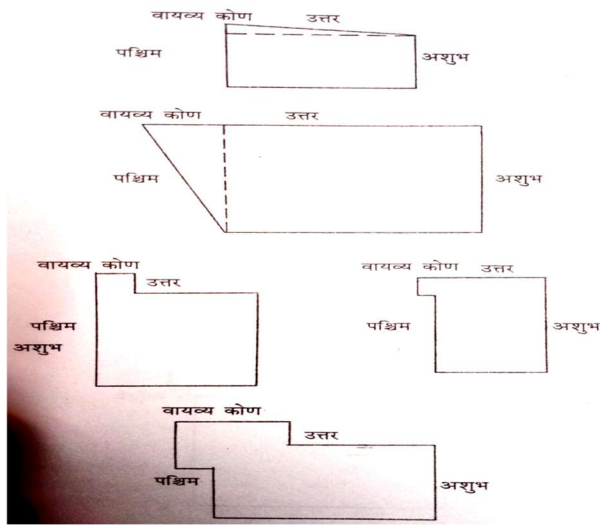 वायव्य कोण उत्तर
पश्चिम अशुभ
वायव्य कोण उत्तर
पश्चिम अशुभ
वायव्य कोण
उत्तर
पश्चिम
अशुभ
वायव्य कोण उत्तर
पश्चिम अशुभ
वायव्य कोण
उत्तर
पश्चिम अशुभ